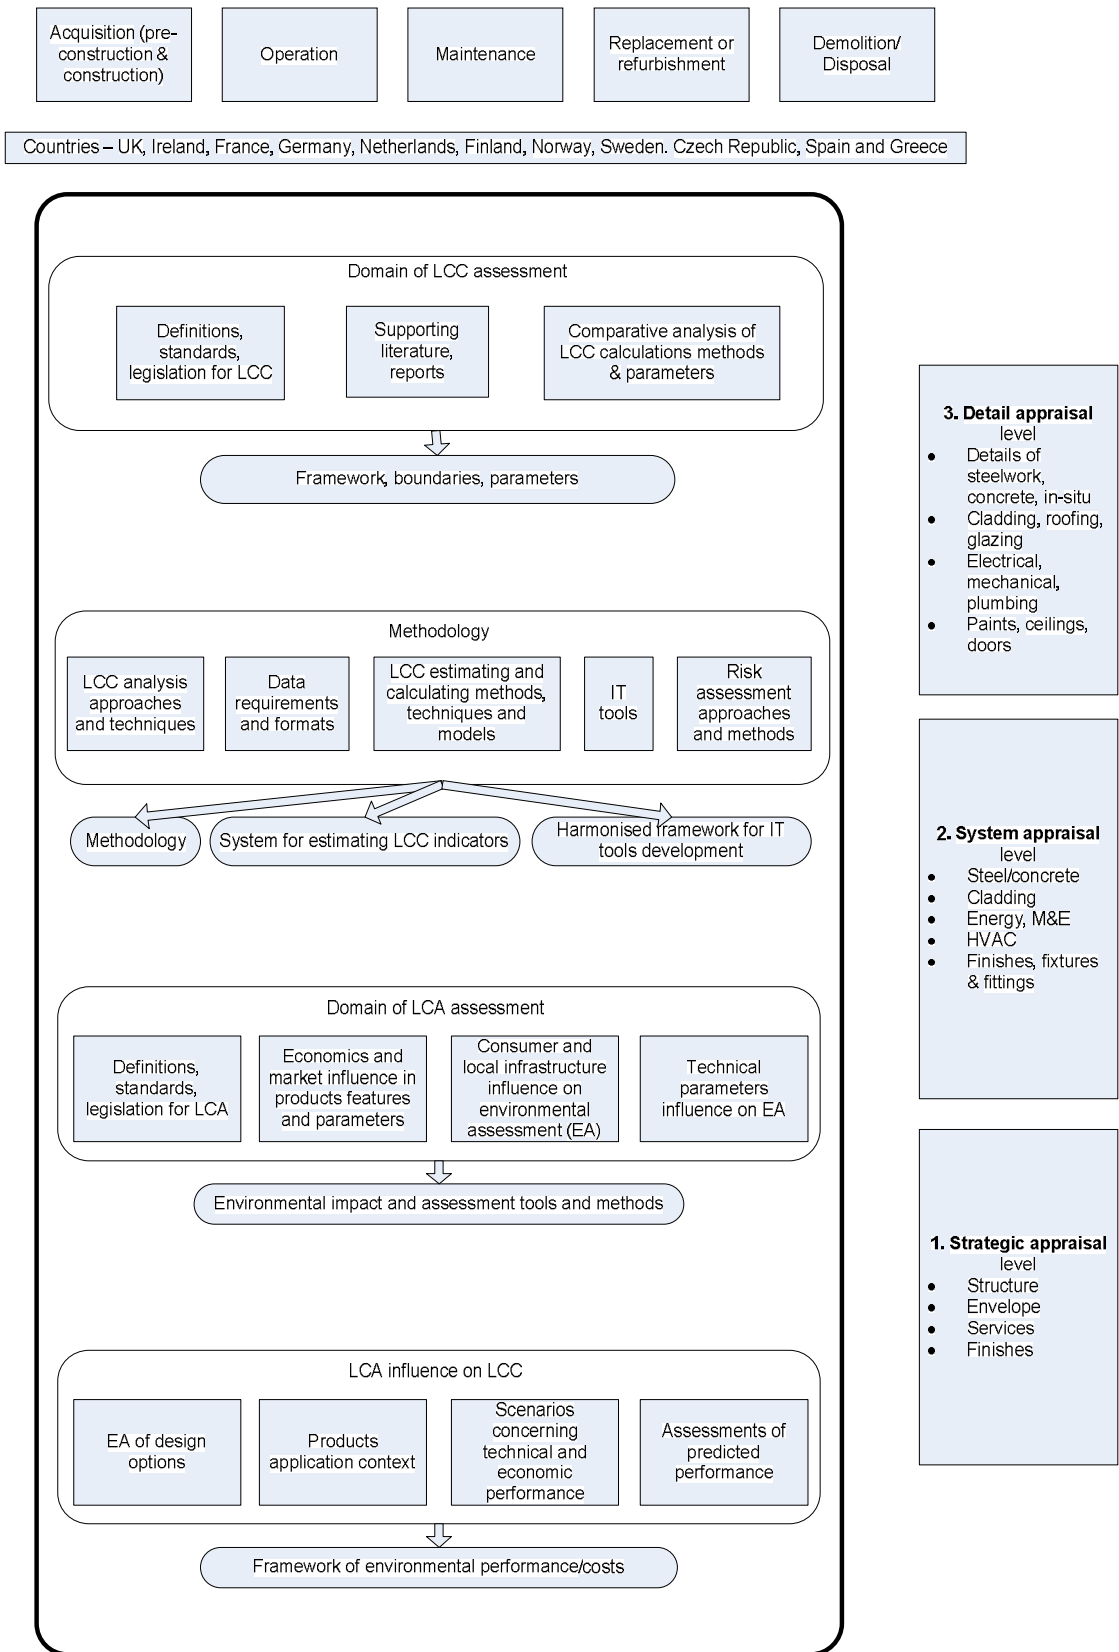 Acquisition (pre-
construction &
construction)
Operation
Maintenance
Replacement or
refurbishment
Demolition/
Disposal
Countries – UK, Ireland, France, Germany, Netherlands, Finland, Norway, Sweden. Czech Republic, Spain and Greece
Domain of LCC assessment
Definitions,
standards,
legislation for LCC
Supporting
literature,
reports
Comparative analysis of
LCC calculations methods
& parameters
Framework, boundaries, parameters
Methodology
LCC analysis
approaches
and techniques
Data
requirements
and formats
LCC estimating and
calculating methods,
techniques and
models
IT
tools
Risk
assessment
approaches
and methods
Methodology
System for estimating LCC indicators
Harmonised framework for IT
tools development
Domain of LCA assessment
Definitions,
standards,
legislation for LCA
Economics and
market influence in
products features
and parameters
Consumer and
local infrastructure
influence on
environmental
assessment (EA)
Technical
parameters
influence on EA
Environmental impact and assessment tools and methods
LCA influence on LCC
EA of design
options
Products
application context
Scenarios
concerning
technical and
economic
performance
Assessments of
predicted
performance
Framework of environmental performance/costs
3. Detail appraisal
level
• Details of
steelwork,
concrete, in-situ
• Cladding, roofing,
glazing
• Electrical,
mechanical,
plumbing
• Paints, ceilings,
doors
2. System appraisal
level
• Steel/concrete
• Cladding
• Energy, M&E
• HVAC
• Finishes, fixtures
& fittings
1. Strategic appraisal
level
• Structure
• Envelope
• Services
• Finishes